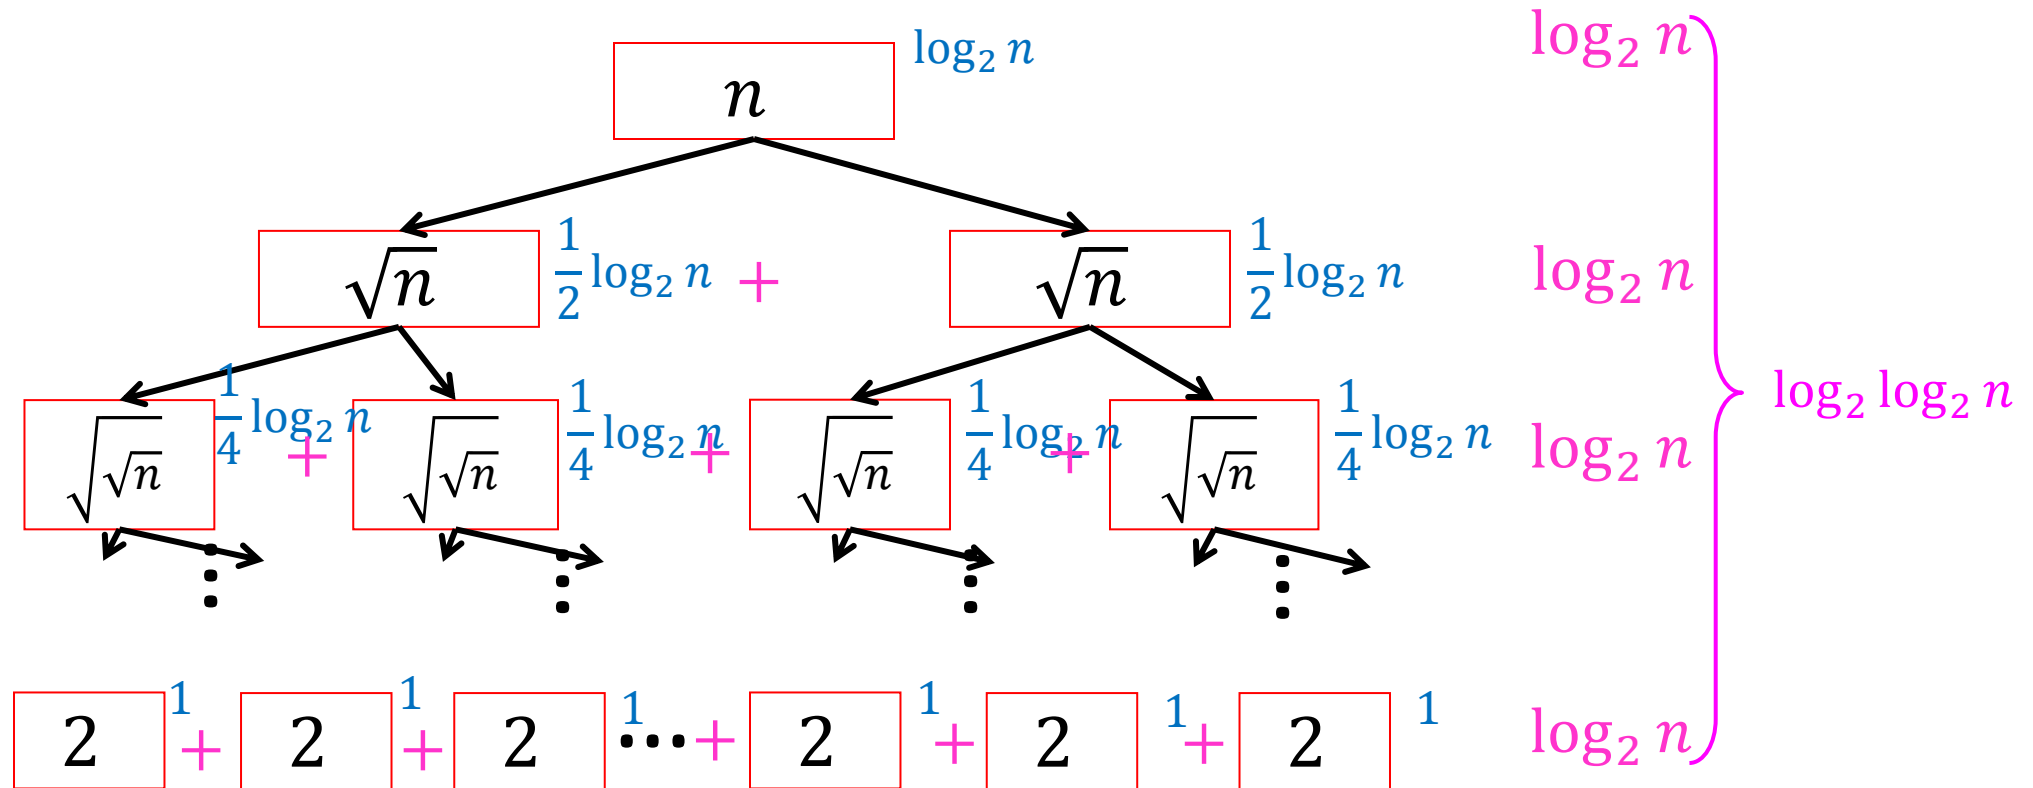 n log₂ n log₂ n
√n 1/2 log₂ n + √n 1/2 log₂ n log₂ n
√√n 1/4 log₂ n + √√n 1/4 log₂ n + √√n 1/4 log₂ n + √√n 1/4 log₂ n log₂ n
log₂ log₂ n
⋮ ⋮ ⋮ ⋮
2 1 + 2 1 + 2 1 ⋯ + 2 1 + 2 1 + 2 1 log₂ n